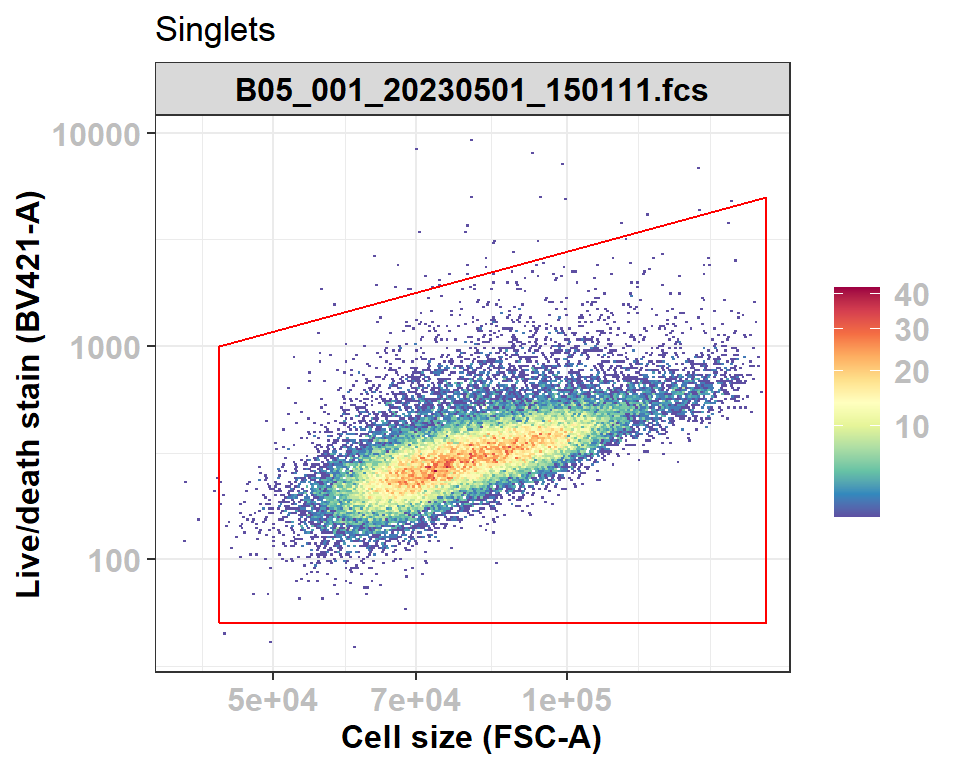 Singlets
B05_001_20230501_150111.fcs
Live/death stain (BV421-A)
10000
1000
100
5e+04 7e+04 1e+05
Cell size (FSC-A)
40
30
20
10